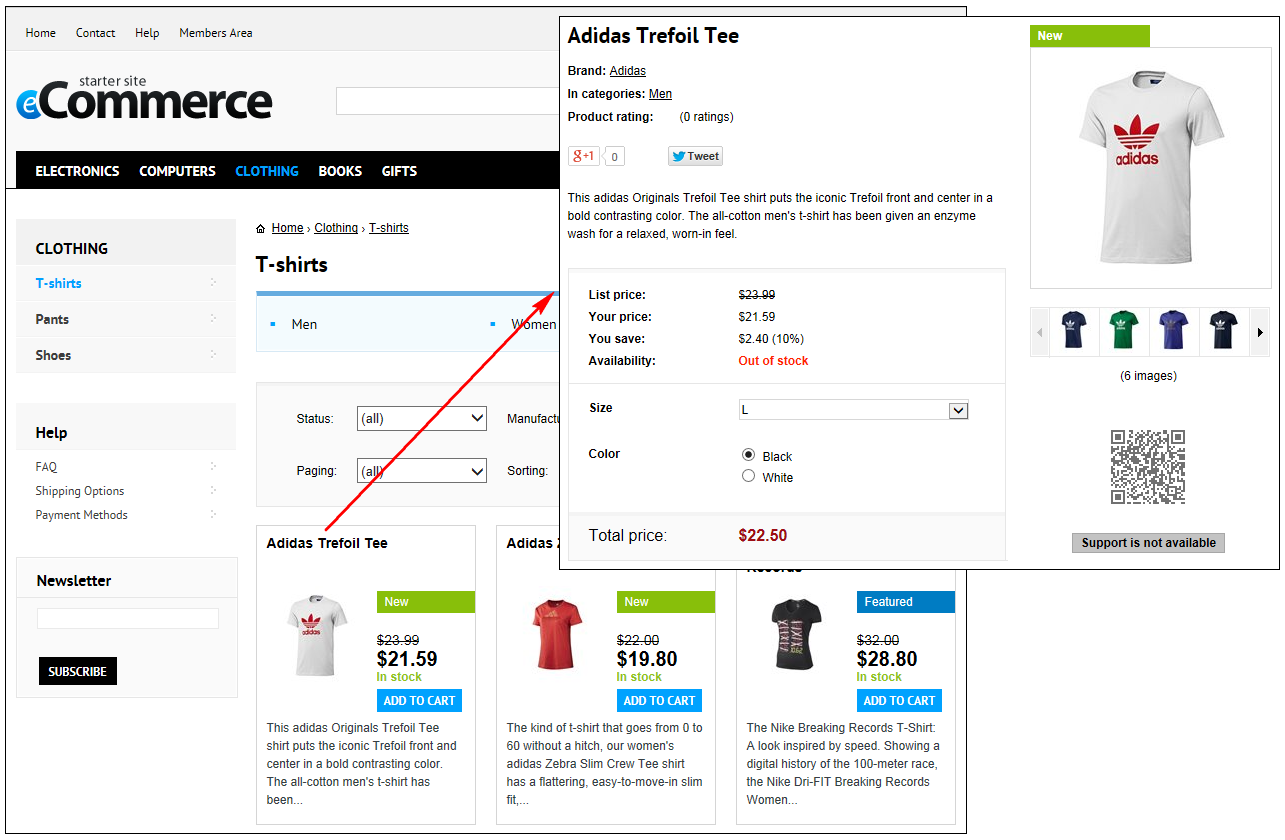 Home Contact Help Members Area
starter site
eCommerce
ELECTRONICS COMPUTERS CLOTHING BOOKS GIFTS
CLOTHING
T-shirts
Pants
Shoes
Help
FAQ
Shipping Options
Payment Methods
Newsletter
SUBSCRIBE
Home › Clothing › T-shirts
T-shirts
Men
Women
Status: (all) Manufactu
Paging: (all) Sorting:
Adidas Trefoil Tee
adidas
New
$23.99
$21.59
In stock
ADD TO CART
This adidas Originals Trefoil Tee
shirt puts the iconic Trefoil front and
center in a bold contrasting color.
The all-cotton men's t-shirt has
been...
Adidas
New
$22.00
$19.80
In stock
ADD TO CART
The kind of t-shirt that goes from 0 to
60 without a hitch, our women's
adidas Zebra Slim Crew Tee shirt
has a flattering, easy-to-move-in slim
fit,...
Records
Featured
$32.00
$28.80
In stock
ADD TO CART
The Nike Breaking Records T-Shirt:
A look inspired by speed. Showing a
digital history of the 100-meter race,
the Nike Dri-FIT Breaking Records
Women...
Adidas Trefoil Tee
Brand: Adidas
In categories: Men
Product rating: (0 ratings)
g+1 0 Tweet
This adidas Originals Trefoil Tee shirt puts the iconic Trefoil front and center in a
bold contrasting color. The all-cotton men's t-shirt has been given an enzyme
wash for a relaxed, worn-in feel.
List price: $23.99
Your price: $21.59
You save: $2.40 (10%)
Availability: Out of stock
Size L
Color Black
White
Total price: $22.50
New
adidas
(6 images)
Support is not available